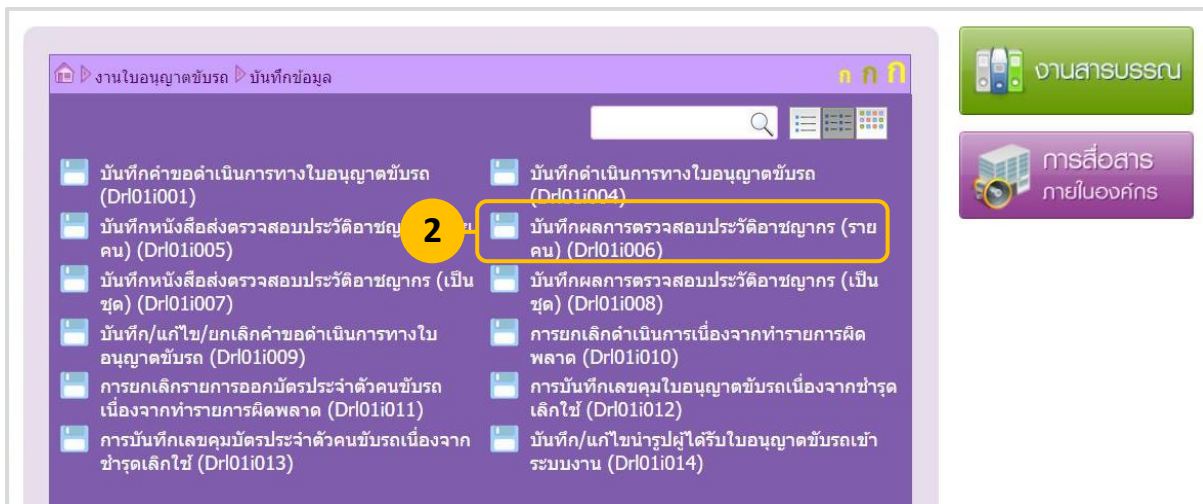 งานใบอนุญาตขับรถ บันทึกข้อมูล
ก ก ก
งานสารบรรณ
การสื่อสาร
ภายในองค์กร
บันทึกคำขอดำเนินการทางใบอนุญาตขับรถ
(Drl01i001)
บันทึกดำเนินการทางใบอนุญาตขับรถ
(Drl01i004)
บันทึกหนังสือส่งตรวจสอบประวัติอาชญ
คน) (Drl01i005)
2
บันทึกผลการตรวจสอบประวัติอาชญากร (ราย
คน) (Drl01i006)
บันทึกหนังสือส่งตรวจสอบประวัติอาชญากร (เป็น
ชุด) (Drl01i007)
บันทึกผลการตรวจสอบประวัติอาชญากร (เป็น
ชุด) (Drl01i008)
บันทึก/แก้ไข/ยกเลิกคำขอดำเนินการทางใบ
อนุญาตขับรถ (Drl01i009)
การยกเลิกดำเนินการเนื่องจากทำรายการผิด
พลาด (Drl01i010)
การยกเลิกรายการออกบัตรประจำตัวคนขับรถ
เนื่องจากทำรายการผิดพลาด (Drl01i011)
การบันทึกเลขคุมใบอนุญาตขับรถเนื่องจากชำรุด
เลิกใช้ (Drl01i012)
การบันทึกเลขคุมบัตรประจำตัวคนขับรถเนื่องจาก
ชำรุดเลิกใช้ (Drl01i013)
บันทึก/แก้ไขนำรูปผู้ได้รับใบอนุญาตขับรถเข้า
ระบบงาน (Drl01i014)